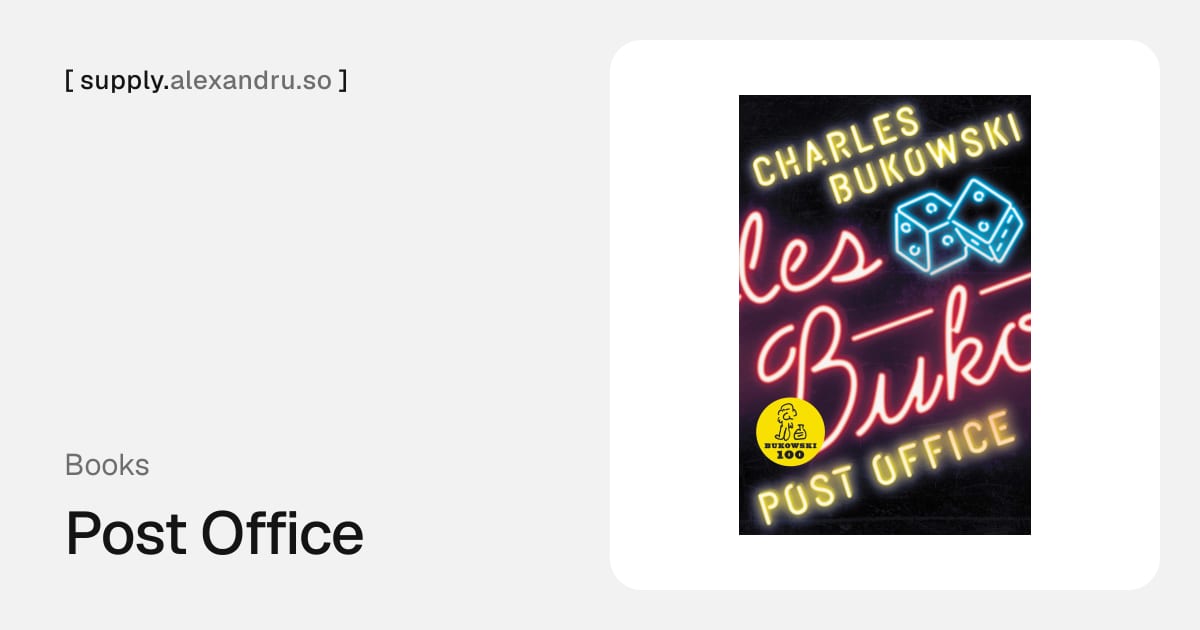 [ supply.alexandru.so ]
Books
Post Office
CHARLES
BUKOWSKI
les
Buko
BUKOWSKI
100
POST OFFICE